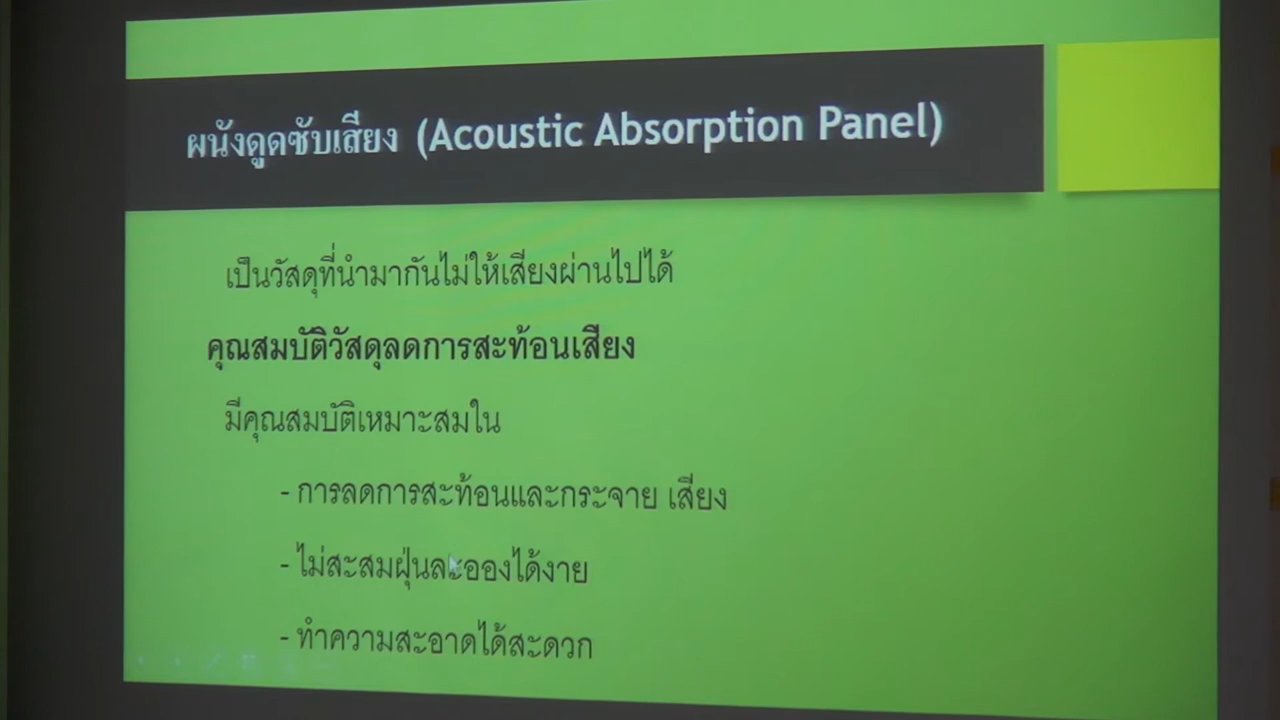 ผนังดูดซับเสียง (Acoustic Absorption Panel)
เป็นวัสดุที่นำมากันไม่ให้เสียงผ่านไปได้
คุณสมบัติวัสดุลดการสะท้อนเสียง
มีคุณสมบัติเหมาะสมใน
- การลดการสะท้อนและกระจาย เสียง
- ไม่สะสมฝุ่นละอองได้งาย
- ทำความสะอาดได้สะดวก